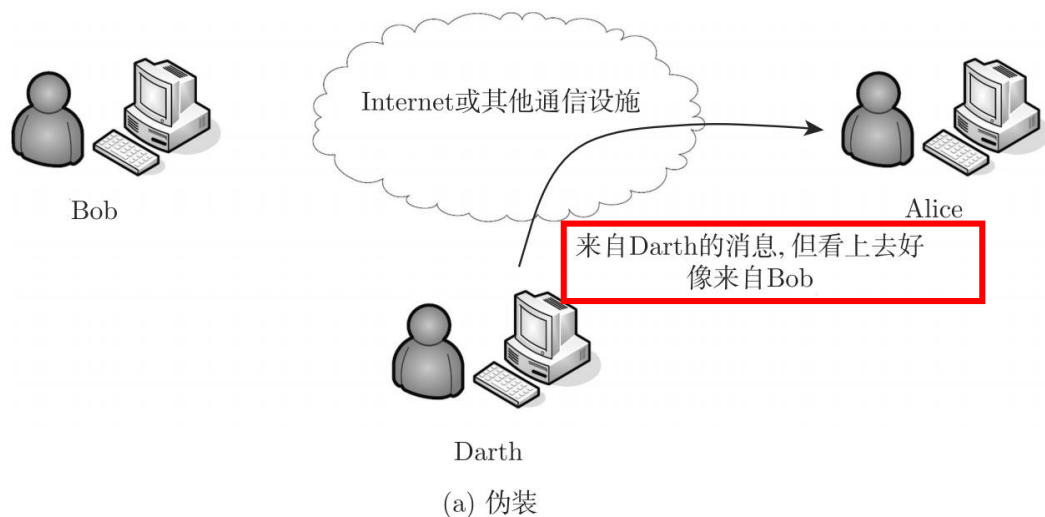 Internet或其他通信设施
Bob
Alice
来自Darth的消息, 但看上去好
像来自Bob
Darth
(a) 伪装